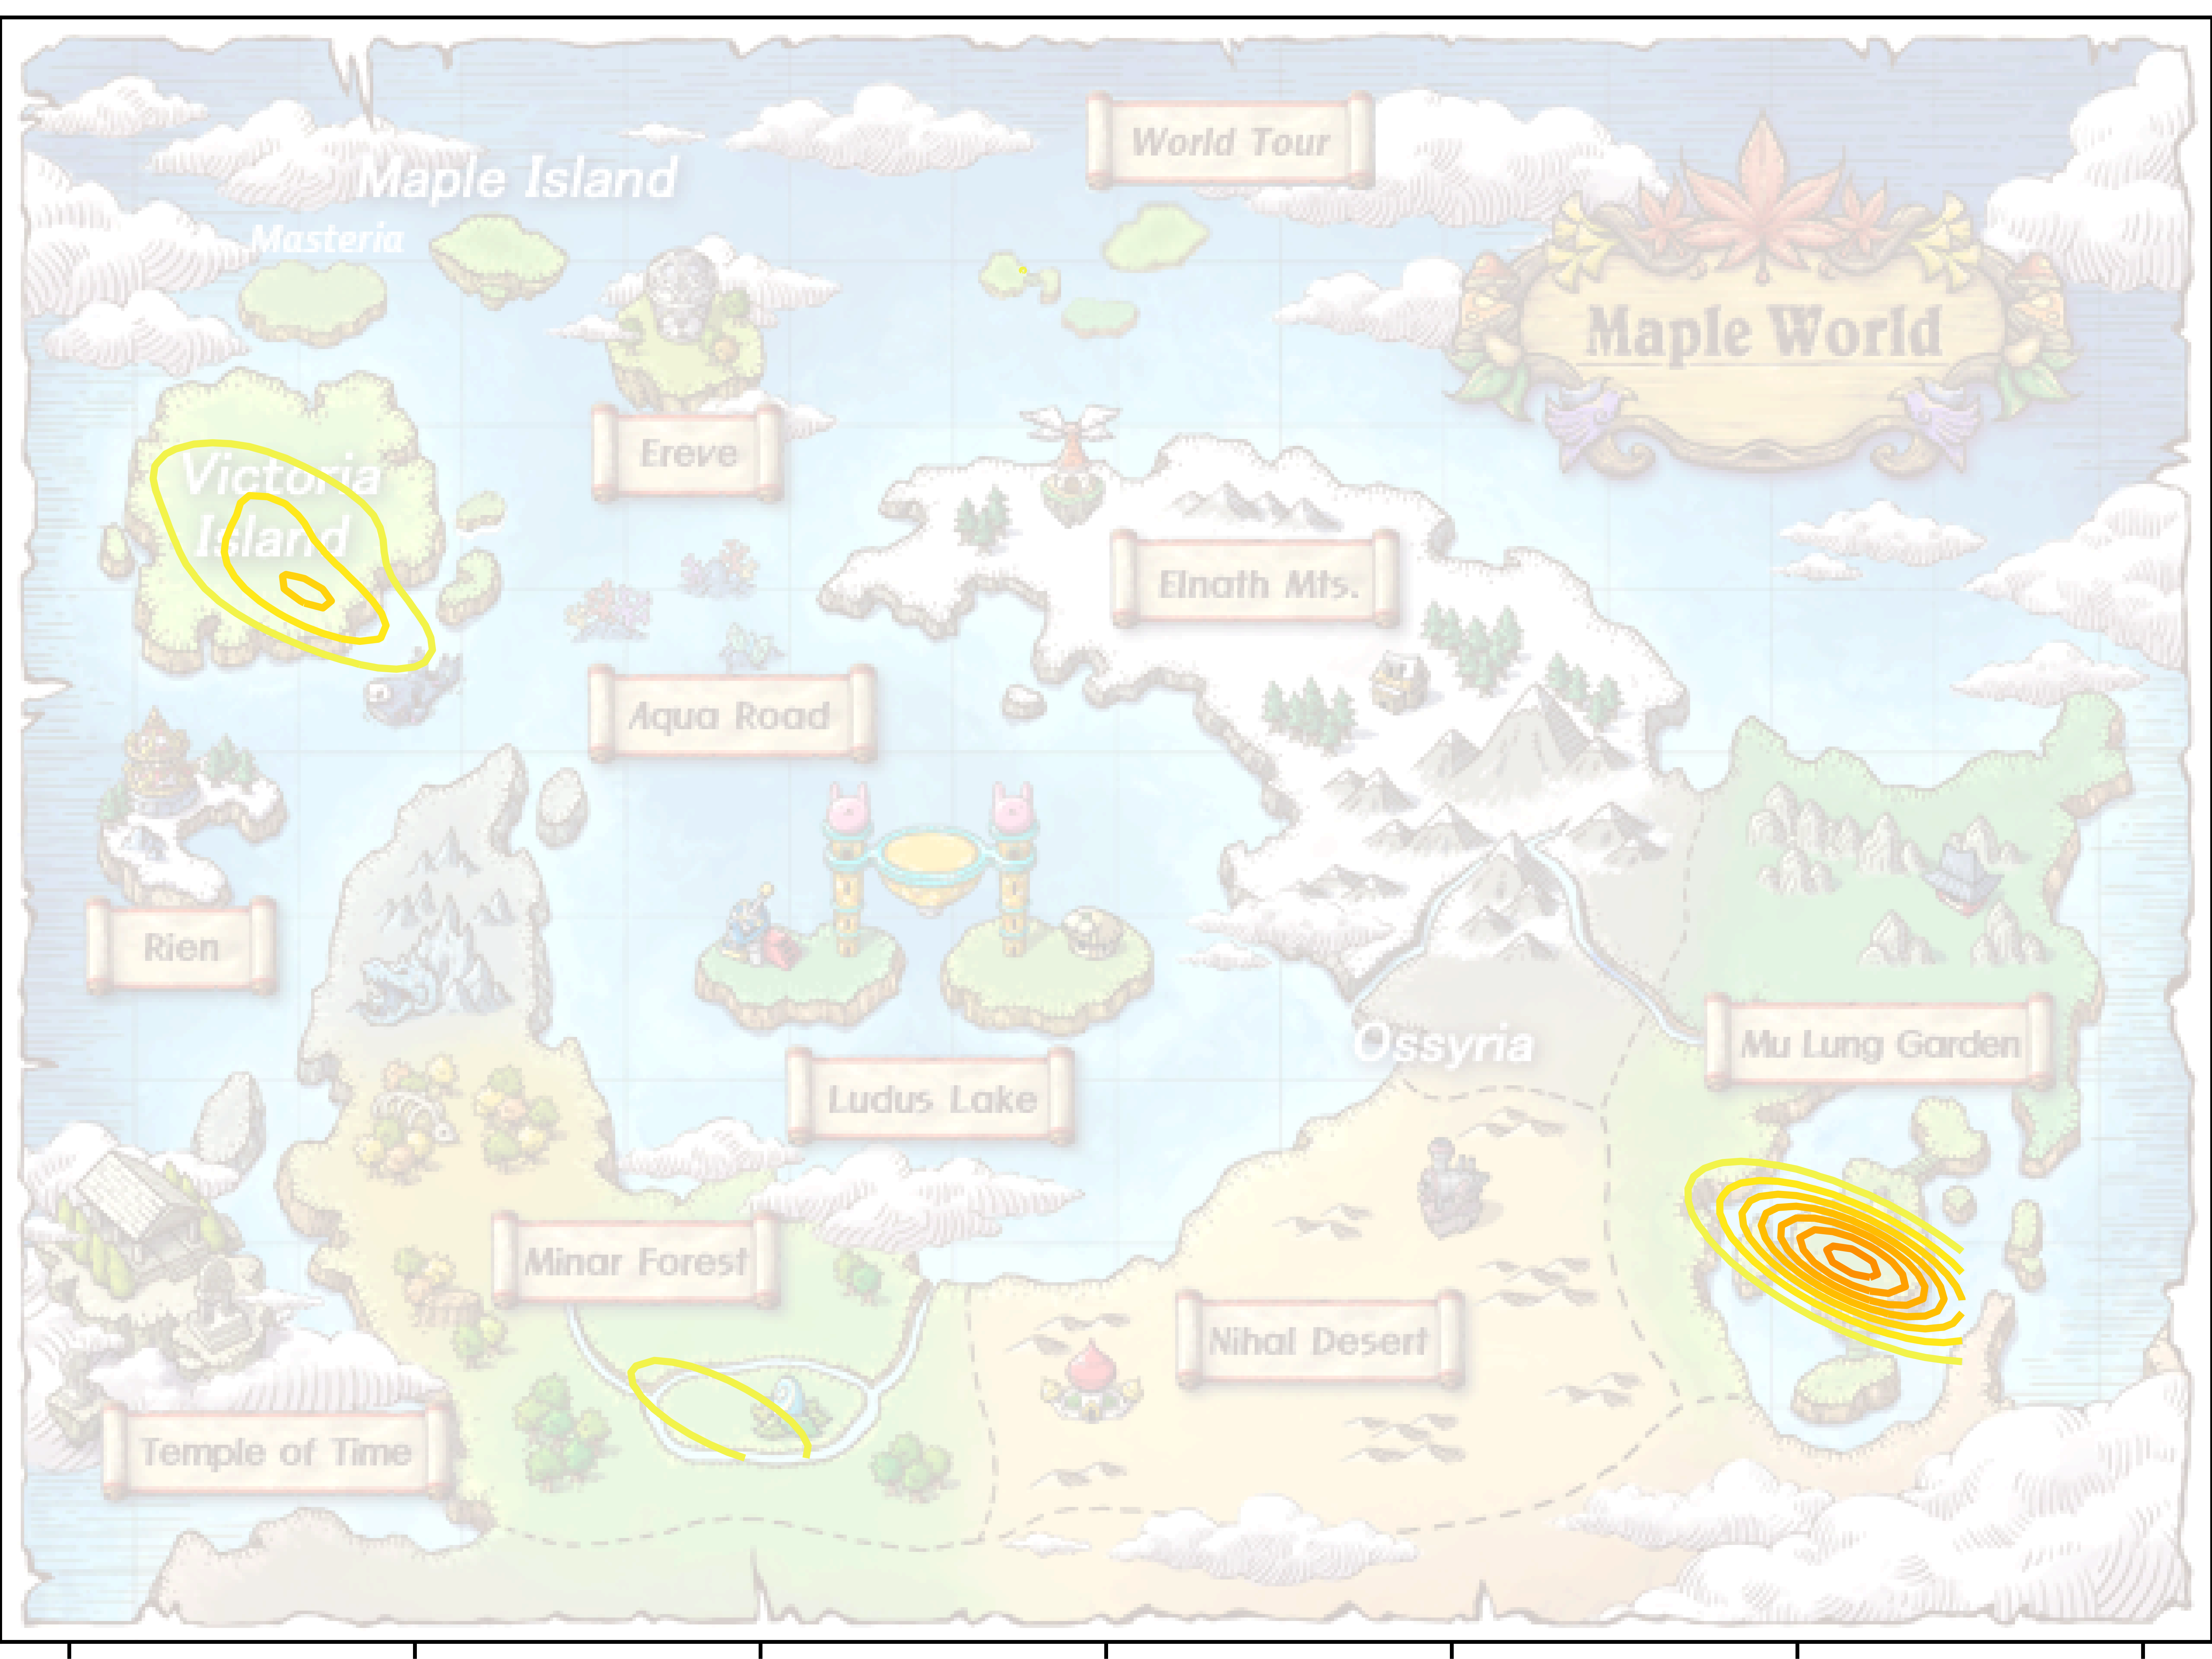 World Tour
Maple Island
Masteria
Maple World
Victoria
Island
Ereve
Elnath Mts.
Aqua Road
Rien
Ossyria
Mu Lung Garden
Ludus Lake
Minar Forest
Nihal Desert
Temple of Time